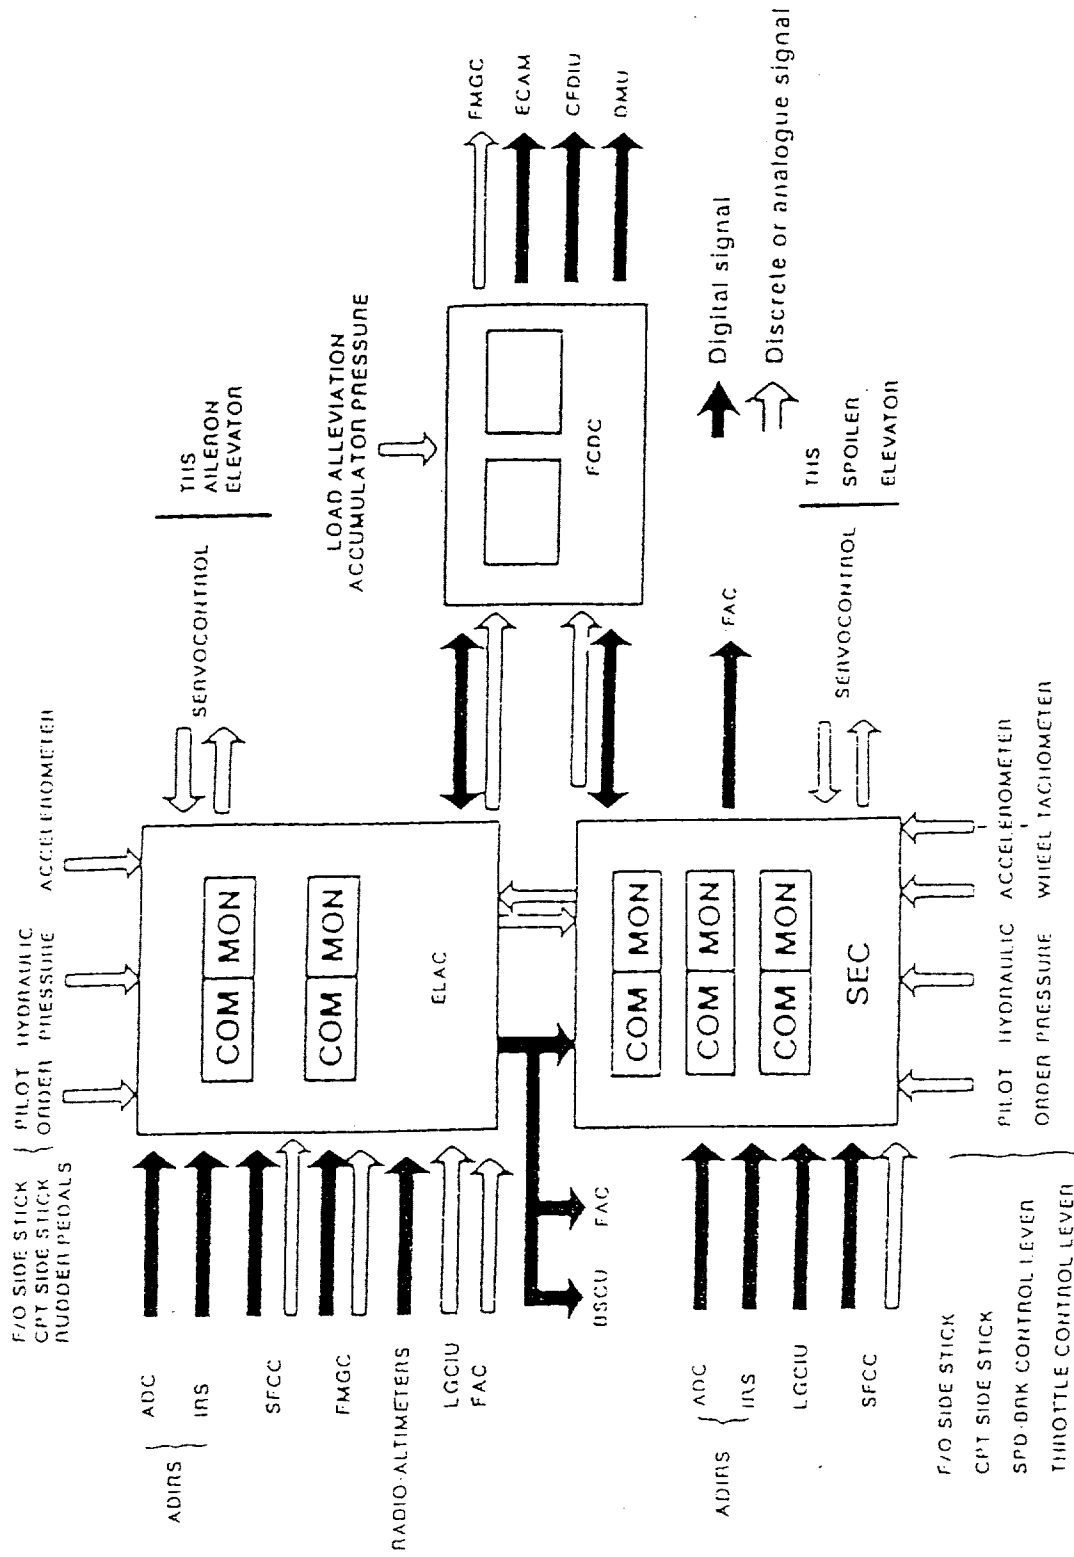 F/O SIDE STICK
CPT SIDE STICK
RUDDER PEDALS
PILOT HYDRAULIC ACCELEROMETER
ORDER PRESSURE
ADIRS
ADC
IRS
SFCC
FMGC
RADIO-ALTIMETERS
LGCIU
FAC
COM MON
COM MON
ELAC
SERVOCONTROL
THS
AILERON
ELEVATOR
LOAD ALLEVIATION
ACCUMULATOR PRESSURE
FCDC
FMGC
ECAM
CFDIU
DMU
BSCU
FAC
FAC
Digital signal
Discrete or analogue signal
ADIRS
ADC
IRS
LGCIU
SFCC
COM MON
COM MON
COM MON
SEC
SERVOCONTROL
THS
SPOILER
ELEVATOR
F/O SIDE STICK
CPT SIDE STICK
SPD-BRK CONTROL LEVER
THROTTLE CONTROL LEVER
PILOT HYDRAULIC ACCELEROMETER
ORDER PRESSURE WHEEL TACHOMETER